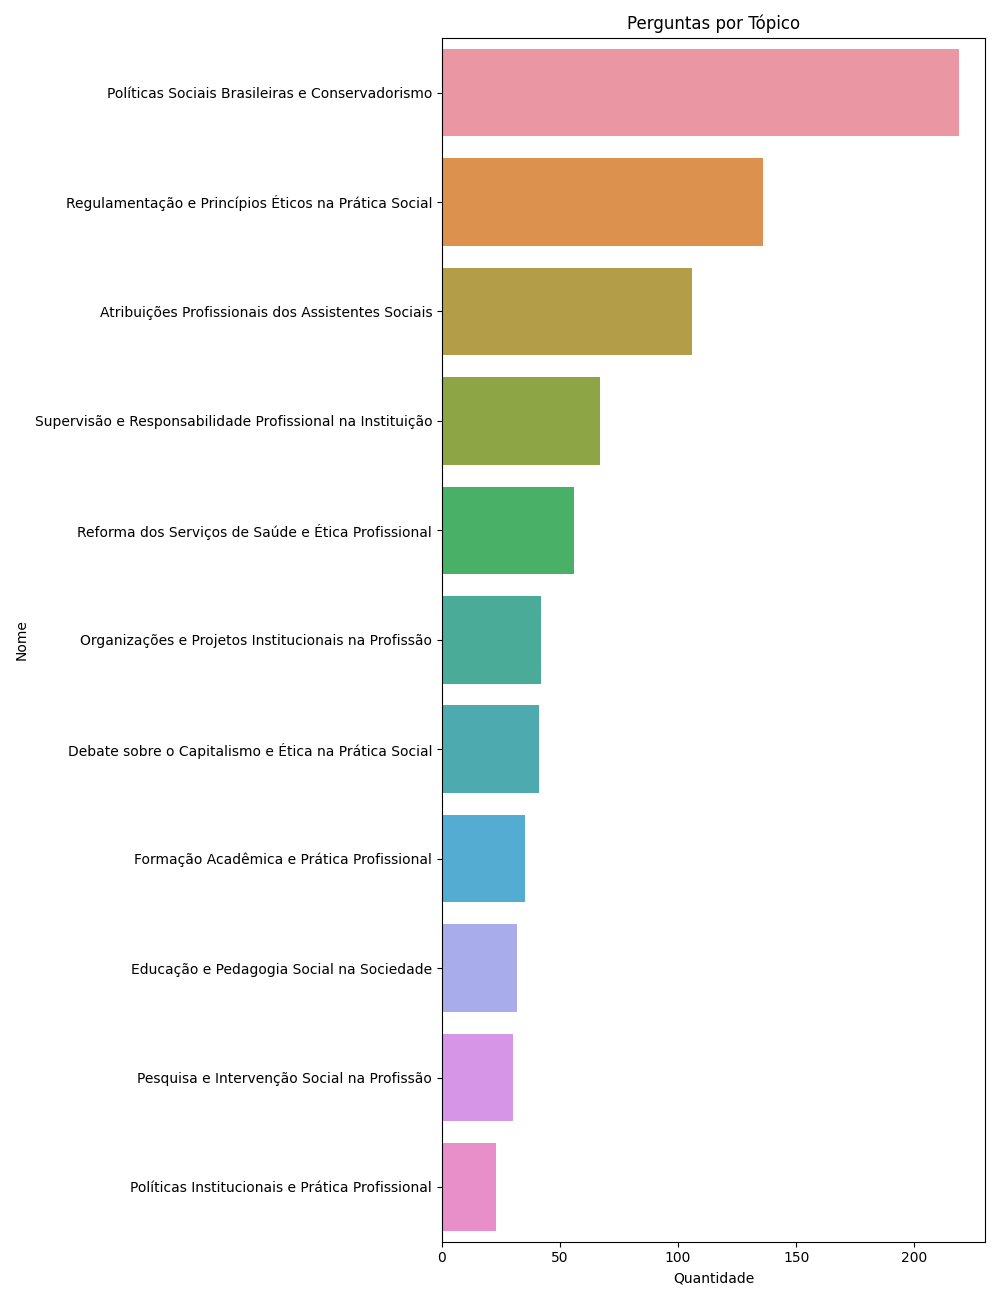 Perguntas por Tópico
Políticas Sociais Brasileiras e Conservadorismo
Regulamentação e Princípios Éticos na Prática Social
Atribuições Profissionais dos Assistentes Sociais
Supervisão e Responsabilidade Profissional na Instituição
Reforma dos Serviços de Saúde e Ética Profissional
Organizações e Projetos Institucionais na Profissão
Debate sobre o Capitalismo e Ética na Prática Social
Formação Acadêmica e Prática Profissional
Educação e Pedagogia Social na Sociedade
Pesquisa e Intervenção Social na Profissão
Políticas Institucionais e Prática Profissional
Nome
0 50 100 150 200
Quantidade